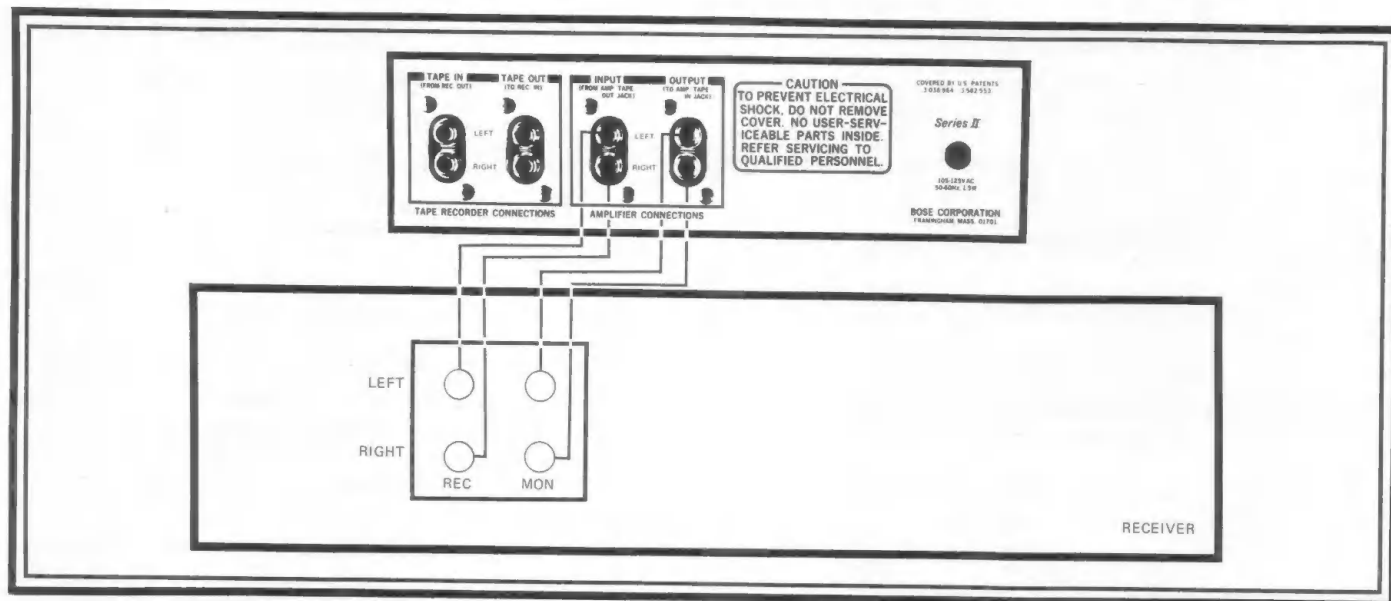 TAPE IN TAPE OUT
(FROM REC OUT) (TO REC IN)
LEFT
RIGHT
TAPE RECORDER CONNECTIONS
INPUT OUTPUT
(FROM AMP TAPE OUT JACK) (TO AMP TAPE IN JACK)
LEFT
RIGHT
AMPLIFIER CONNECTIONS
CAUTION
TO PREVENT ELECTRICAL
SHOCK, DO NOT REMOVE
COVER. NO USER-SERV-
ICEABLE PARTS INSIDE.
REFER SERVICING TO
QUALIFIED PERSONNEL.
COVERED BY U.S. PATENTS
Series II
50-60Hz
BOSE CORPORATION
FRAMINGHAM, MASS. 01701
LEFT
RIGHT
REC MON
RECEIVER